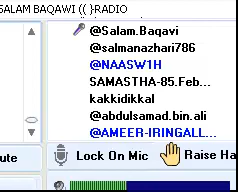 SALAM BAQAWI (( }RADIO
@Salam.Baqavi
@salmanazhari786
@NAASW1H
SAMASTHA-85.Feb...
kakkidikkal
@abdulsamad.bin.ali
@AMEER-IRINGALL...
ute Lock On Mic Raise Ha